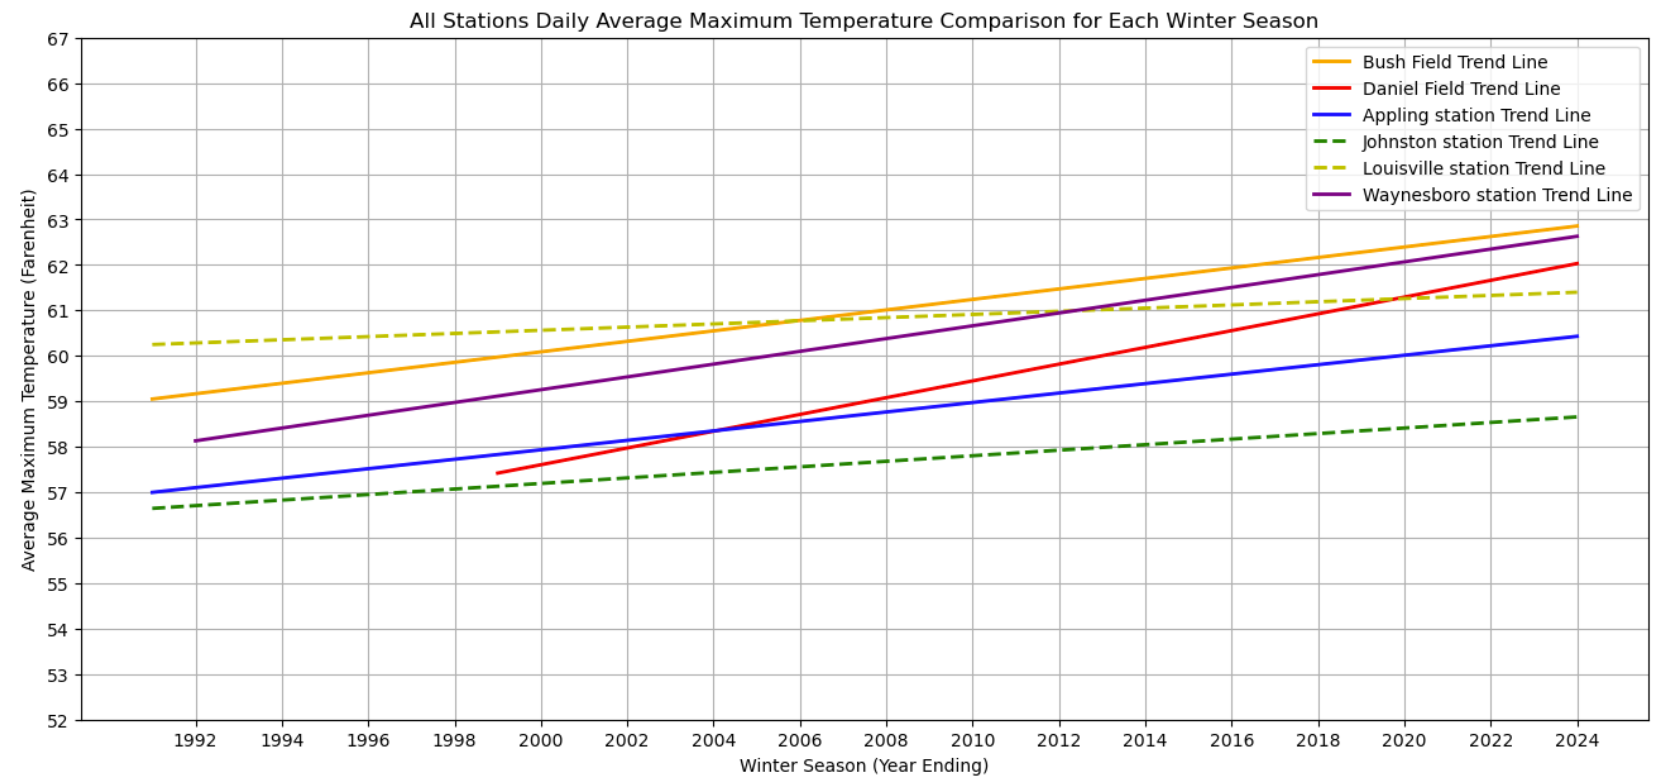 All Stations Daily Average Maximum Temperature Comparison for Each Winter Season
Average Maximum Temperature (Farenheit)
67
66
65
64
63
62
61
60
59
58
57
56
55
54
53
52
Bush Field Trend Line
Daniel Field Trend Line
Appling station Trend Line
Johnston station Trend Line
Louisville station Trend Line
Waynesboro station Trend Line
1992 1994 1996 1998 2000 2002 2004 2006 2008 2010 2012 2014 2016 2018 2020 2022 2024
Winter Season (Year Ending)